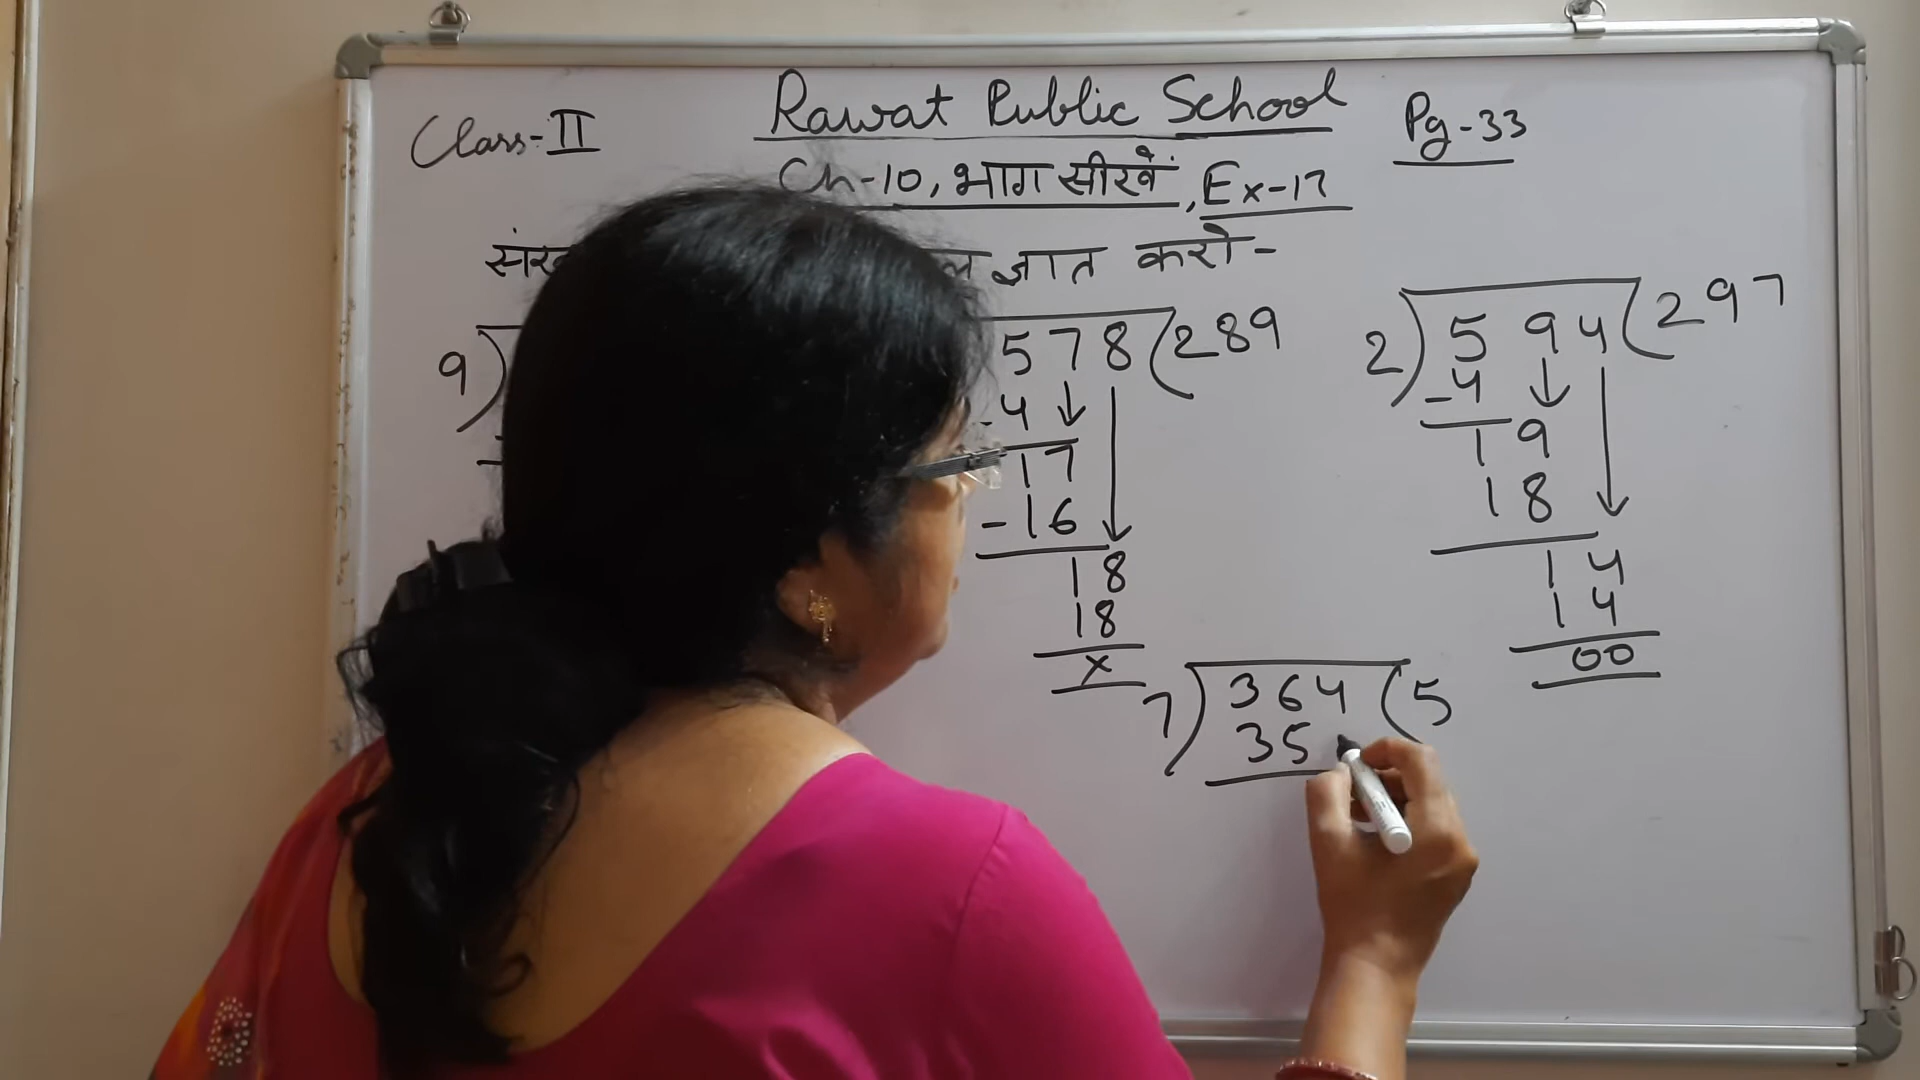 Rawat Public School
Class-II
Pg-33
Ch-10, भाग सीखें, Ex-17
ज्ञात करो-
9)
578(289
-4
17
-16
18
18
x
2)594(297
-4
19
18
14
14
00
7)364(5
35